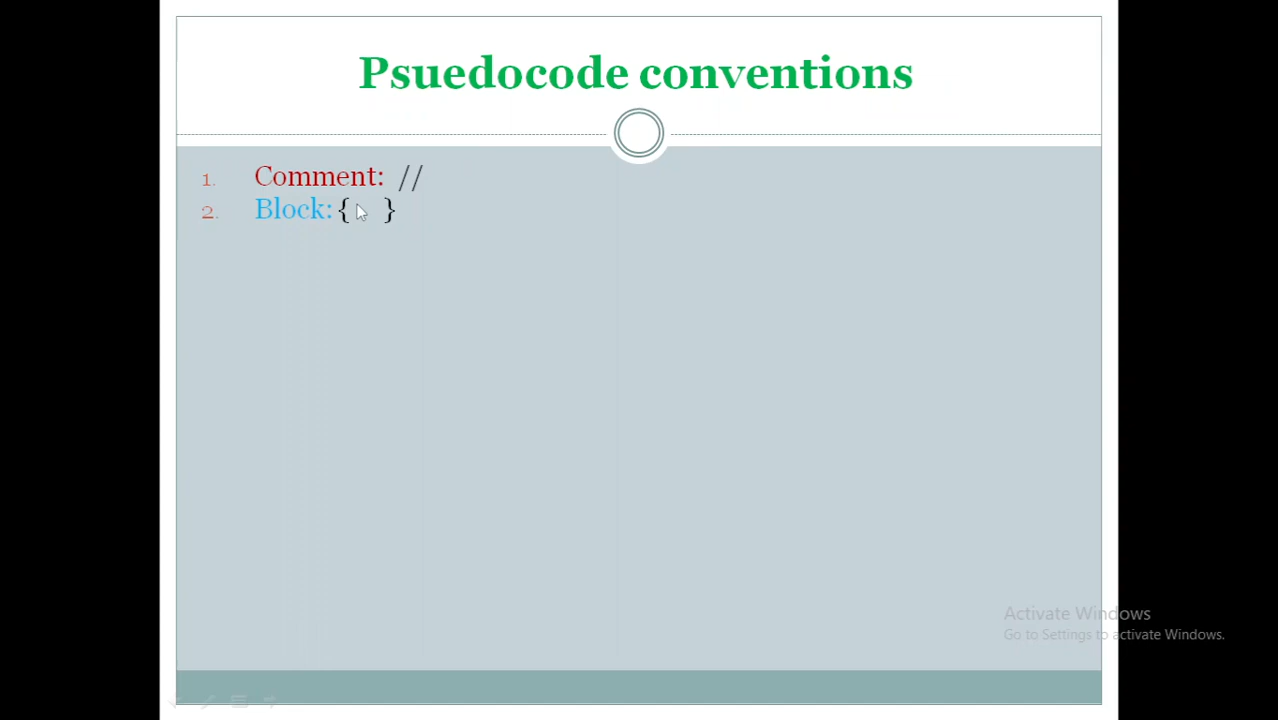 Psuedocode conventions
1. Comment: //
2. Block: { }
Activate Windows
Go to Settings to activate Windows.